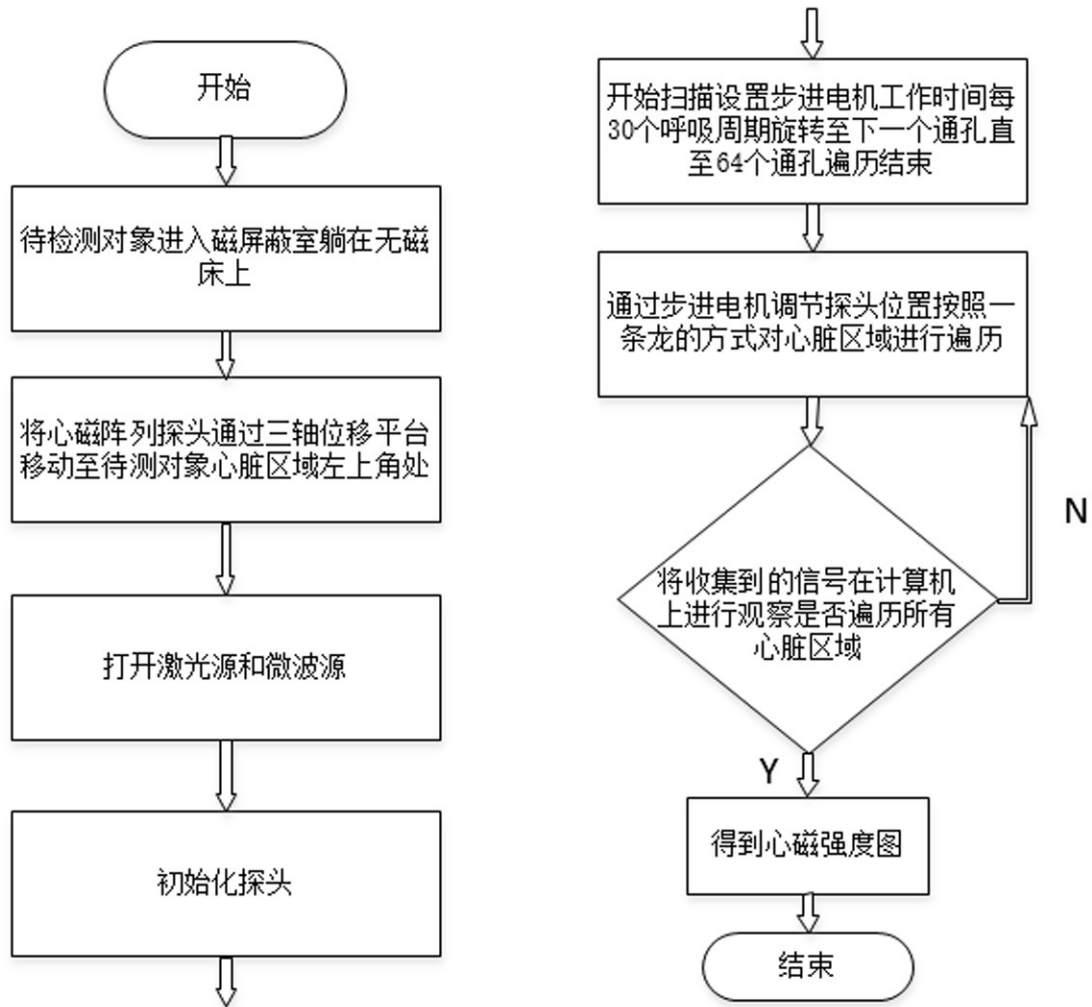 开始
待检测对象进入磁屏蔽室躺在无磁
床上
将心磁阵列探头通过三轴位移平台
移动至待测对象心脏区域左上角处
打开激光源和微波源
初始化探头
开始扫描设置步进电机工作时间每
30个呼吸周期旋转至下一个通孔直
至64个通孔遍历结束
通过步进电机调节探头位置按照一
条龙的方式对心脏区域进行遍历
将收集到的信号在计算机
上进行观察是否遍历所有
心脏区域
N
Y
得到心磁强度图
结束